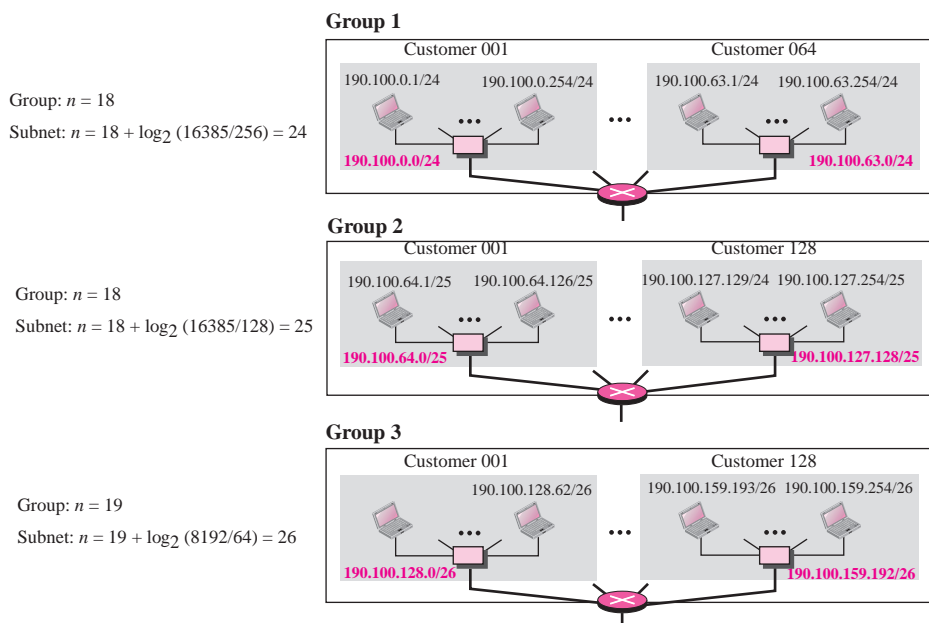 Group 1
Customer 001 Customer 064
190.100.0.1/24 190.100.0.254/24 190.100.63.1/24 190.100.63.254/24
Group: n = 18
Subnet: n = 18 + log2 (16385/256) = 24
... ... ...
190.100.0.0/24 190.100.63.0/24
Group 2
Customer 001 Customer 128
190.100.64.1/25 190.100.64.126/25 190.100.127.129/24 190.100.127.254/25
Group: n = 18
Subnet: n = 18 + log2 (16385/128) = 25
... ... ...
190.100.64.0/25 190.100.127.128/25
Group 3
Customer 001 Customer 128
190.100.128.62/26 190.100.159.193/26 190.100.159.254/26
Group: n = 19
Subnet: n = 19 + log2 (8192/64) = 26
... ... ...
190.100.128.0/26 190.100.159.192/26